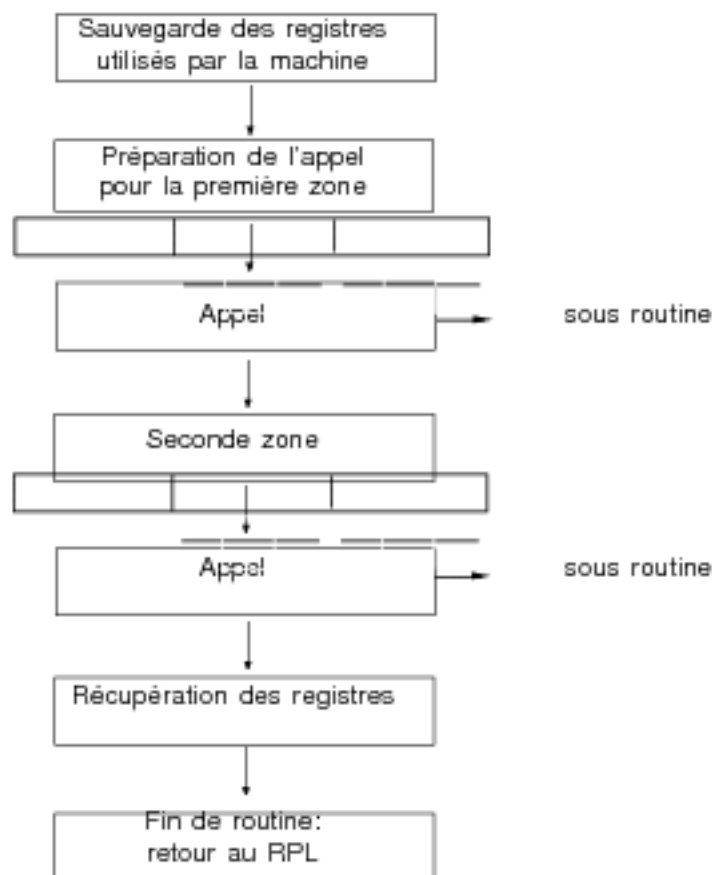 Sauvegarde des registres
utilisés par la machine
Préparation de l'appel
pour la première zone
Appel
sous routine
Seconde zone
Appel
sous routine
Récupération des registres
Fin de routine:
retour au RPL